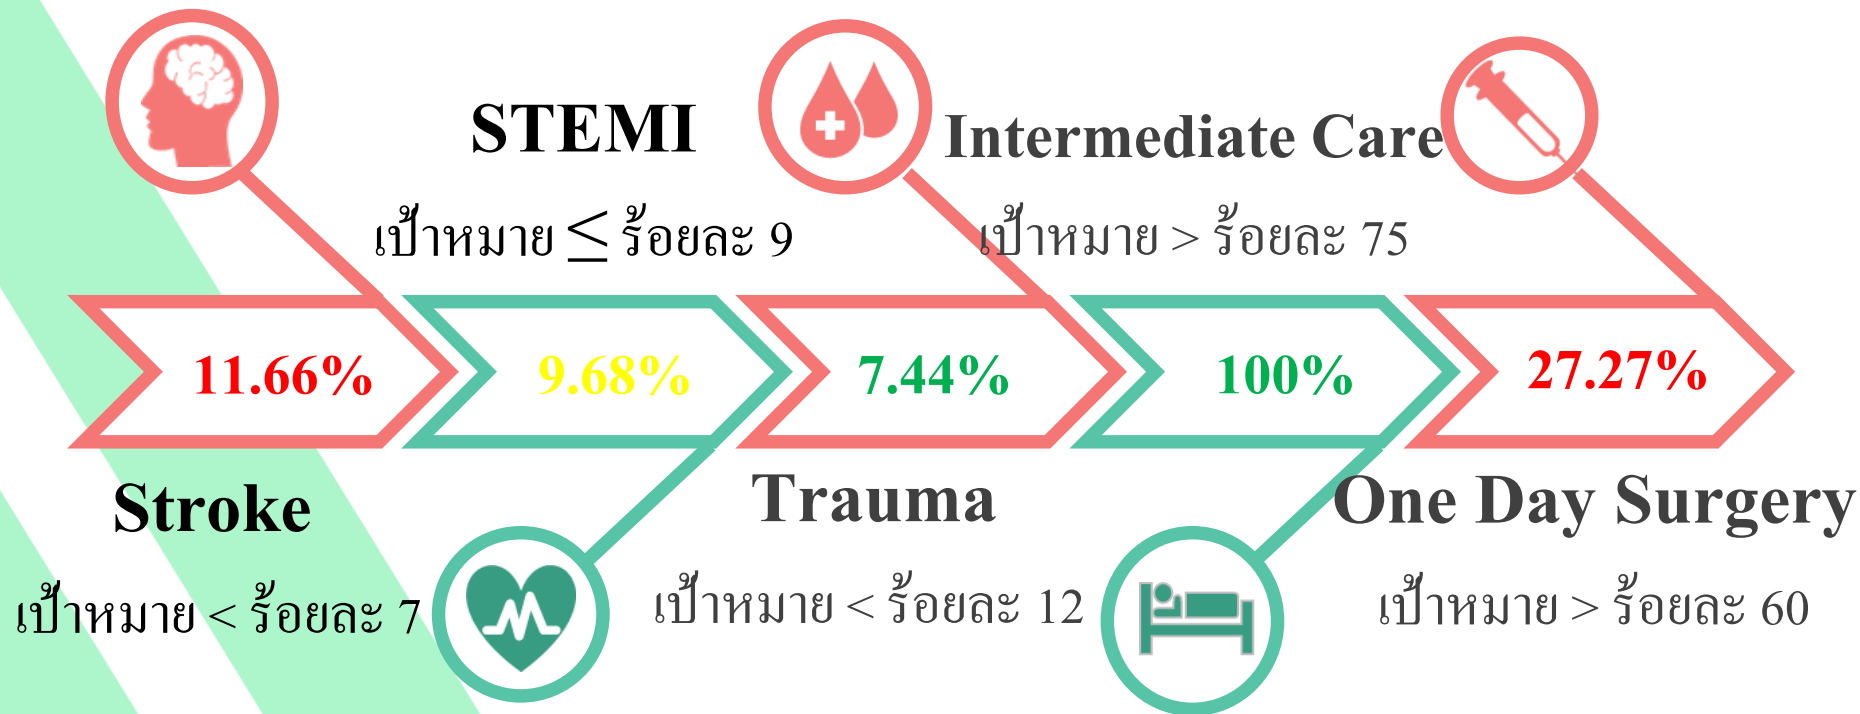 STEMI
เป้าหมาย ≤ ร้อยละ 9
Intermediate Care
เป้าหมาย > ร้อยละ 75
11.66%
9.68%
7.44%
100%
27.27%
Stroke
เป้าหมาย < ร้อยละ 7
Trauma
เป้าหมาย < ร้อยละ 12
One Day Surgery
เป้าหมาย > ร้อยละ 60